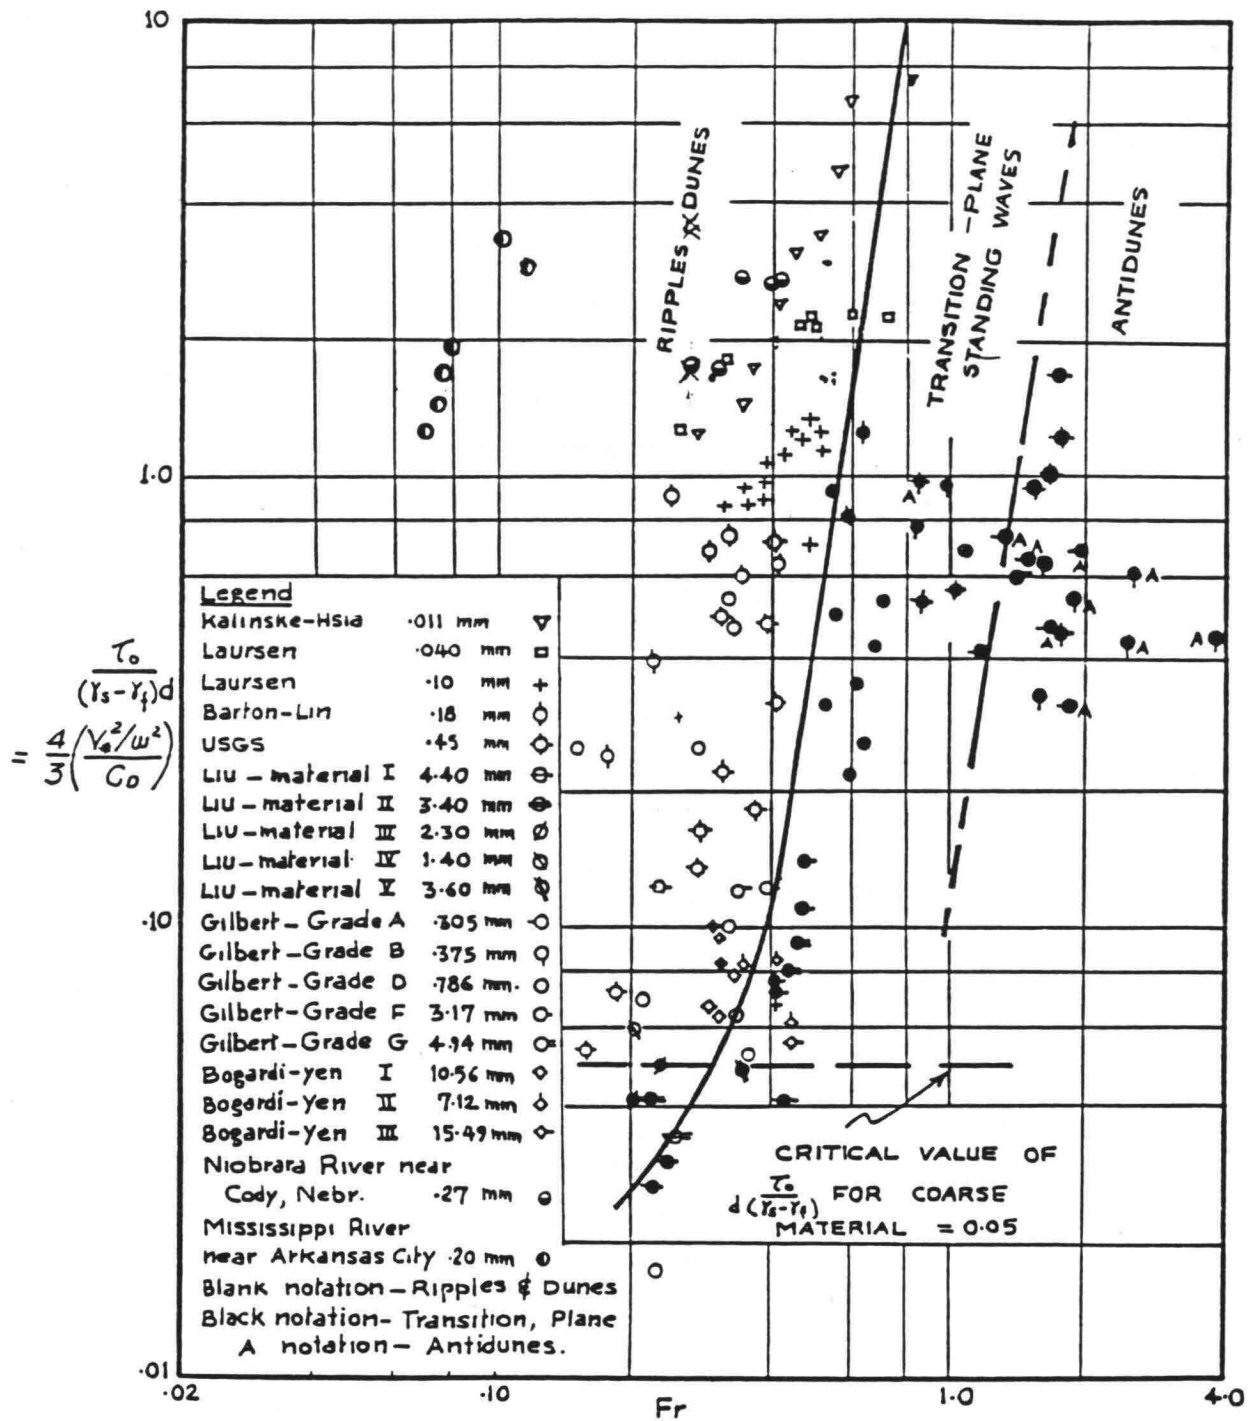 10
RIPPLES
DUNES
TRANSITION – PLANE
STANDING WAVES
ANTIDUNES
1.0
A
A
A
A
A
A
A
A
A
A
Legend
Kalinske-Hsia .011 mm
Laursen .040 mm
Laursen .10 mm
Barton-Lin .18 mm
USGS .45 mm
Liu – material I 4.40 mm
Liu – material II 3.40 mm
Liu – material III 2.30 mm
Liu – material IV 1.40 mm
Liu – material V 3.60 mm
Gilbert – Grade A .305 mm
Gilbert – Grade B .375 mm
Gilbert – Grade D .786 mm.
Gilbert – Grade F 3.17 mm
Gilbert – Grade G 4.94 mm
Bogardi-yen I 10.56 mm
Bogardi-yen II 7.12 mm
Bogardi-yen III 15.49 mm
Niobrara River near
Cody, Nebr. .27 mm
Mississippi River
near Arkansas City .20 mm
Blank notation – Ripples & Dunes
Black notation – Transition, Plane
A notation – Antidunes.
τo
(γs – γf)d
= 4/3 (V*²/w² / CD)
.10
CRITICAL VALUE OF
τo / d(γs-γf) FOR COARSE
MATERIAL = 0.05
.01
.02
.10
Fr
1.0
4.0